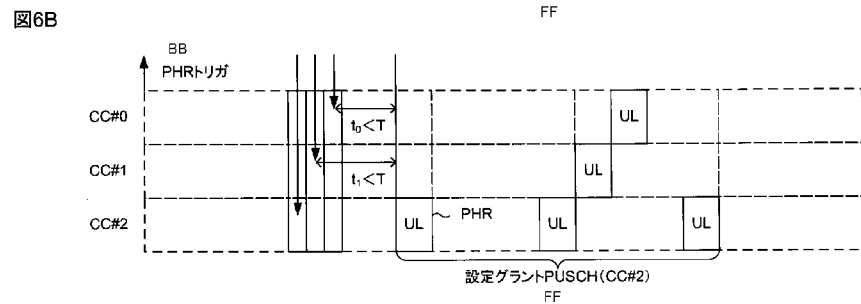 図6B
FF
BB
PHRトリガ
CC#0
t₀<T
UL
CC#1
t₁<T
UL
CC#2
UL
PHR
UL
UL
設定グラントPUSCH(CC#2)
FF